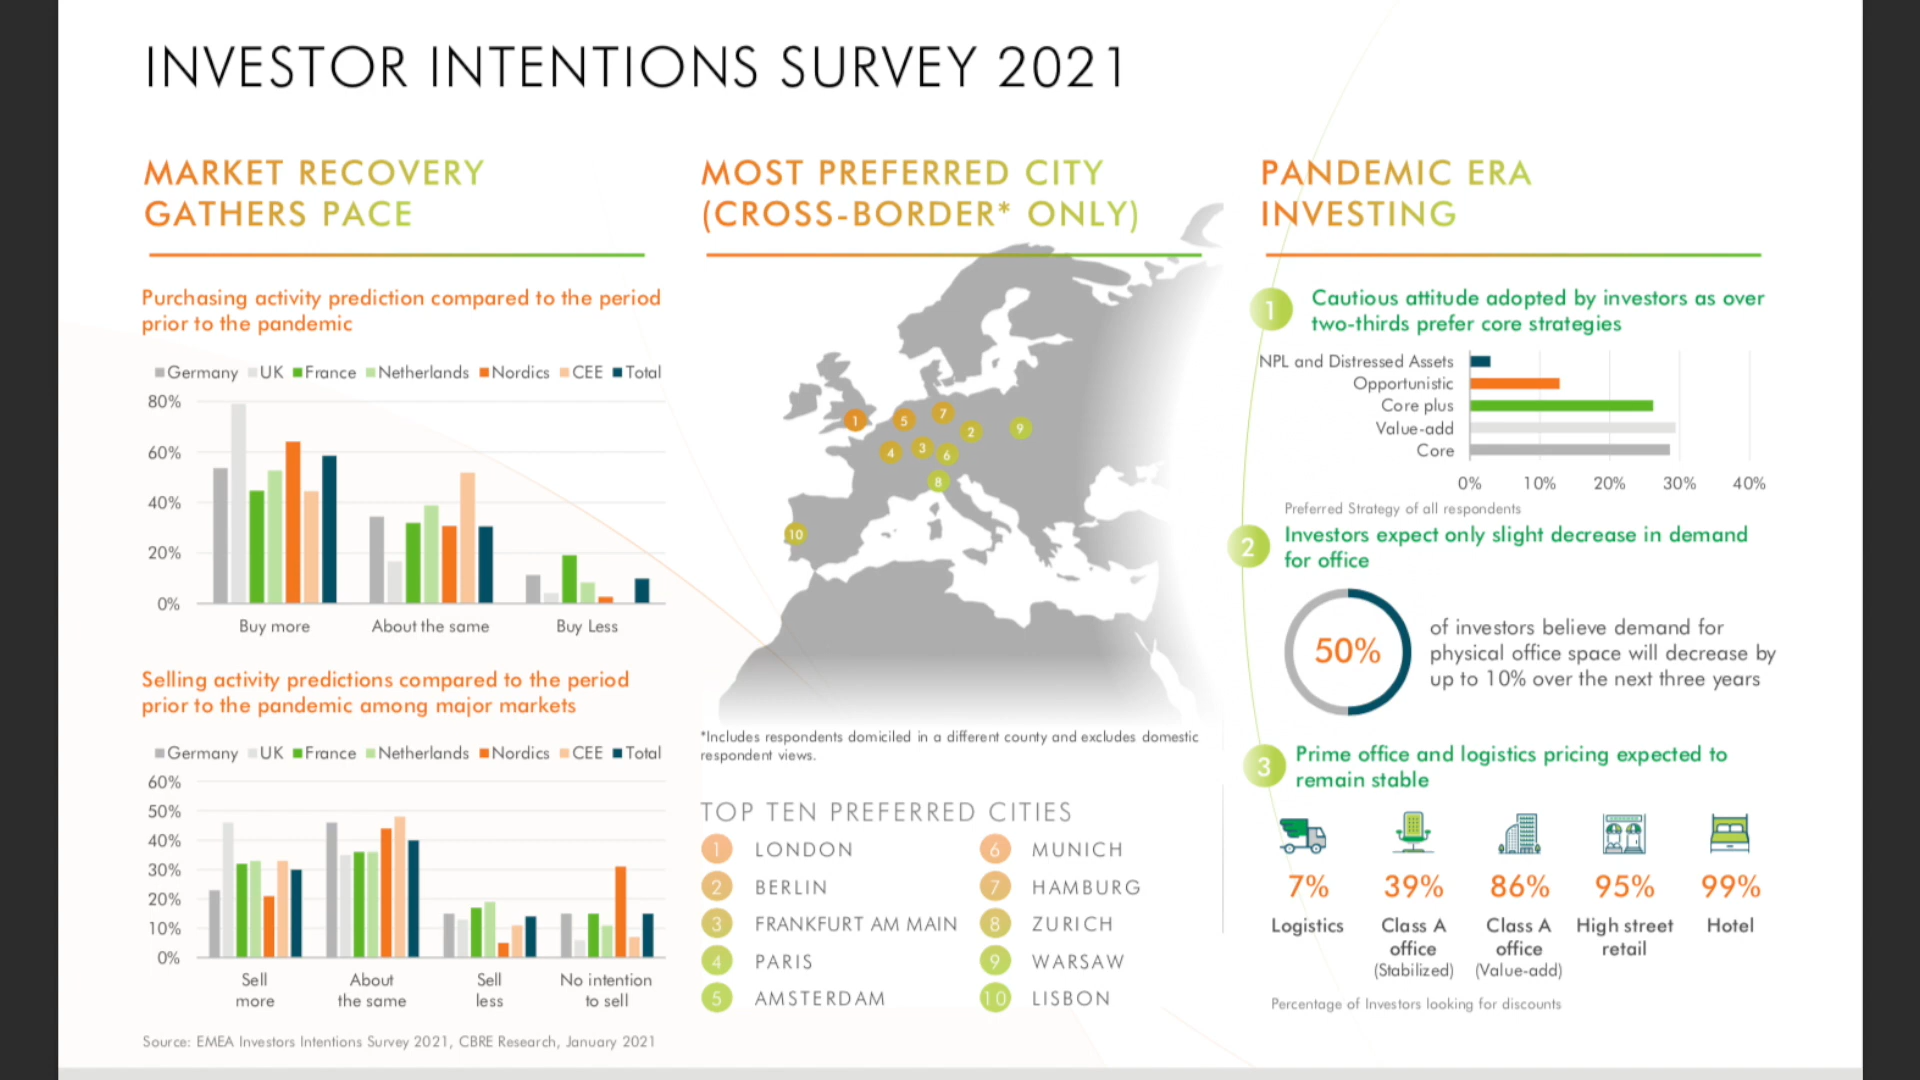 INVESTOR INTENTIONS SURVEY 2021
MARKET RECOVERY
GATHERS PACE
Purchasing activity prediction compared to the period
prior to the pandemic
Germany UK France Netherlands Nordics CEE Total
80%
60%
40%
20%
0%
Buy more About the same Buy Less
Selling activity predictions compared to the period
prior to the pandemic among major markets
Germany UK France Netherlands Nordics CEE Total
60%
50%
40%
30%
20%
10%
0%
Sell more About the same Sell less No intention to sell
Source: EMEA Investors Intentions Survey 2021, CBRE Research, January 2021
MOST PREFERRED CITY
(CROSS-BORDER* ONLY)
1
5
7
2
9
4
3
6
8
10
*Includes respondents domiciled in a different county and excludes domestic
respondent views.
TOP TEN PREFERRED CITIES
1 LONDON
2 BERLIN
3 FRANKFURT AM MAIN
4 PARIS
5 AMSTERDAM
6 MUNICH
7 HAMBURG
8 ZURICH
9 WARSAW
10 LISBON
PANDEMIC ERA
INVESTING
1 Cautious attitude adopted by investors as over
two-thirds prefer core strategies
NPL and Distressed Assets
Opportunistic
Core plus
Value-add
Core
0% 10% 20% 30% 40%
Preferred Strategy of all respondents
2 Investors expect only slight decrease in demand
for office
50%
of investors believe demand for
physical office space will decrease by
up to 10% over the next three years
3 Prime office and logistics pricing expected to
remain stable
7% 39% 86% 95% 99%
Logistics Class A office (Stabilized) Class A office (Value-add) High street retail Hotel
Percentage of Investors looking for discounts